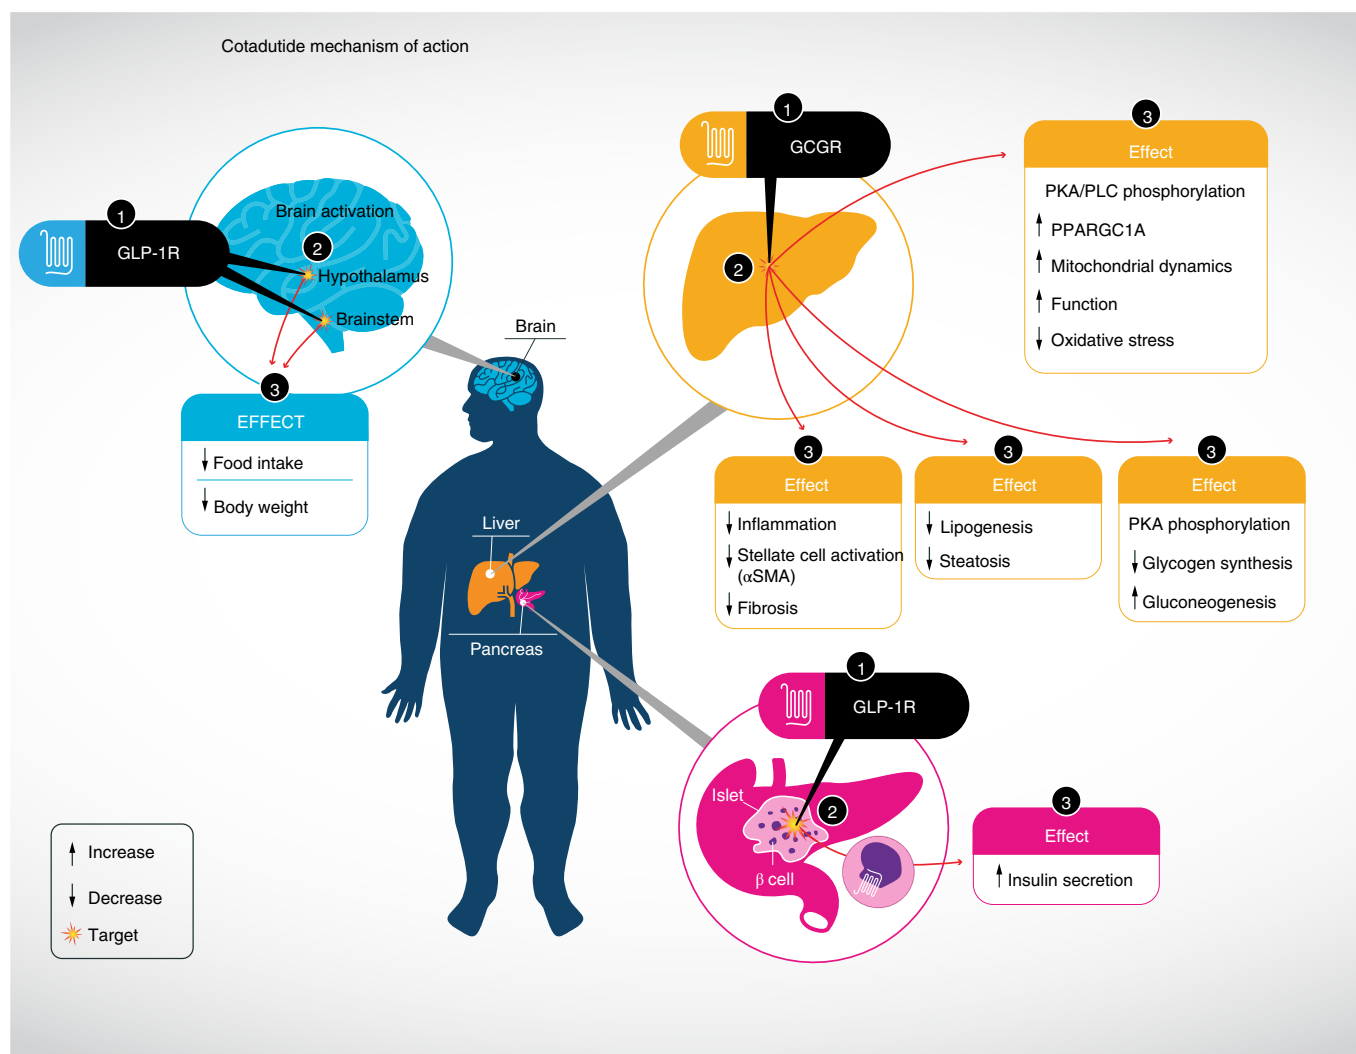 Cotadutide mechanism of action
1
GLP-1R
Brain activation
2
Hypothalamus
Brainstem
3
EFFECT
↓ Food intake
↓ Body weight
Brain
Liver
Pancreas
1
GCGR
2
3
Effect
PKA/PLC phosphorylation
↑ PPARGC1A
↑ Mitochondrial dynamics
↑ Function
↓ Oxidative stress
3
Effect
↓ Inflammation
↓ Stellate cell activation
(αSMA)
↓ Fibrosis
3
Effect
↓ Lipogenesis
↓ Steatosis
3
Effect
PKA phosphorylation
↓ Glycogen synthesis
↑ Gluconeogenesis
1
GLP-1R
Islet
2
β cell
3
Effect
↑ Insulin secretion
↑ Increase
↓ Decrease
Target